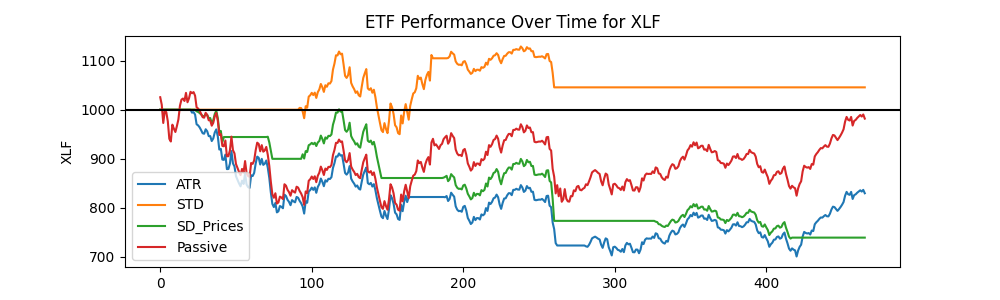 ETF Performance Over Time for XLF
XLF
1100
1000
900
800
700
ATR
STD
SD_Prices
Passive
0 100 200 300 400